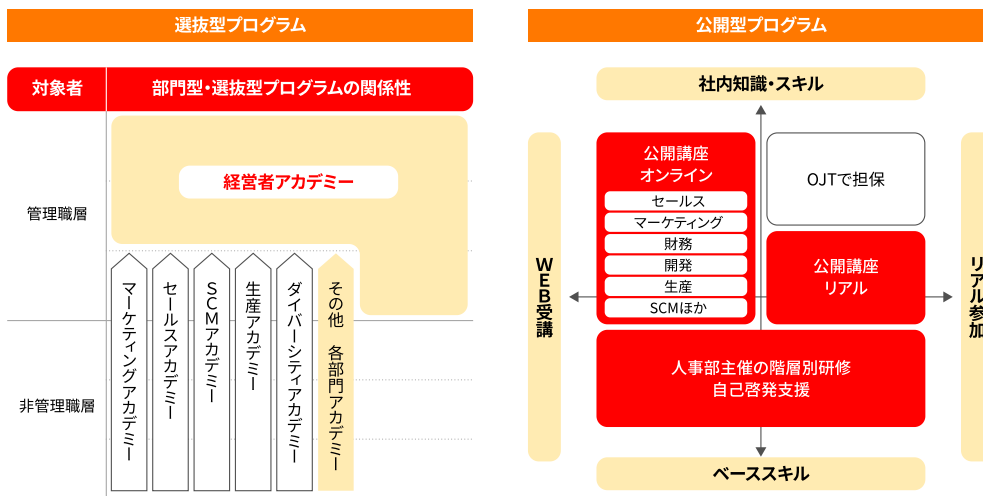 選抜型プログラム
対象者
部門型・選抜型プログラムの関係性
経営者アカデミー
管理職層
非管理職層
マーケティングアカデミー
セールスアカデミー
SCMアカデミー
生産アカデミー
ダイバーシティアカデミー
その他 各部門アカデミー
公開型プログラム
社内知識・スキル
WEB受講
公開講座
オンライン
セールス
マーケティング
財務
開発
生産
SCMほか
OJTで担保
公開講座
リアル
リアル参加
人事部主催の階層別研修
自己啓発支援
ベーススキル